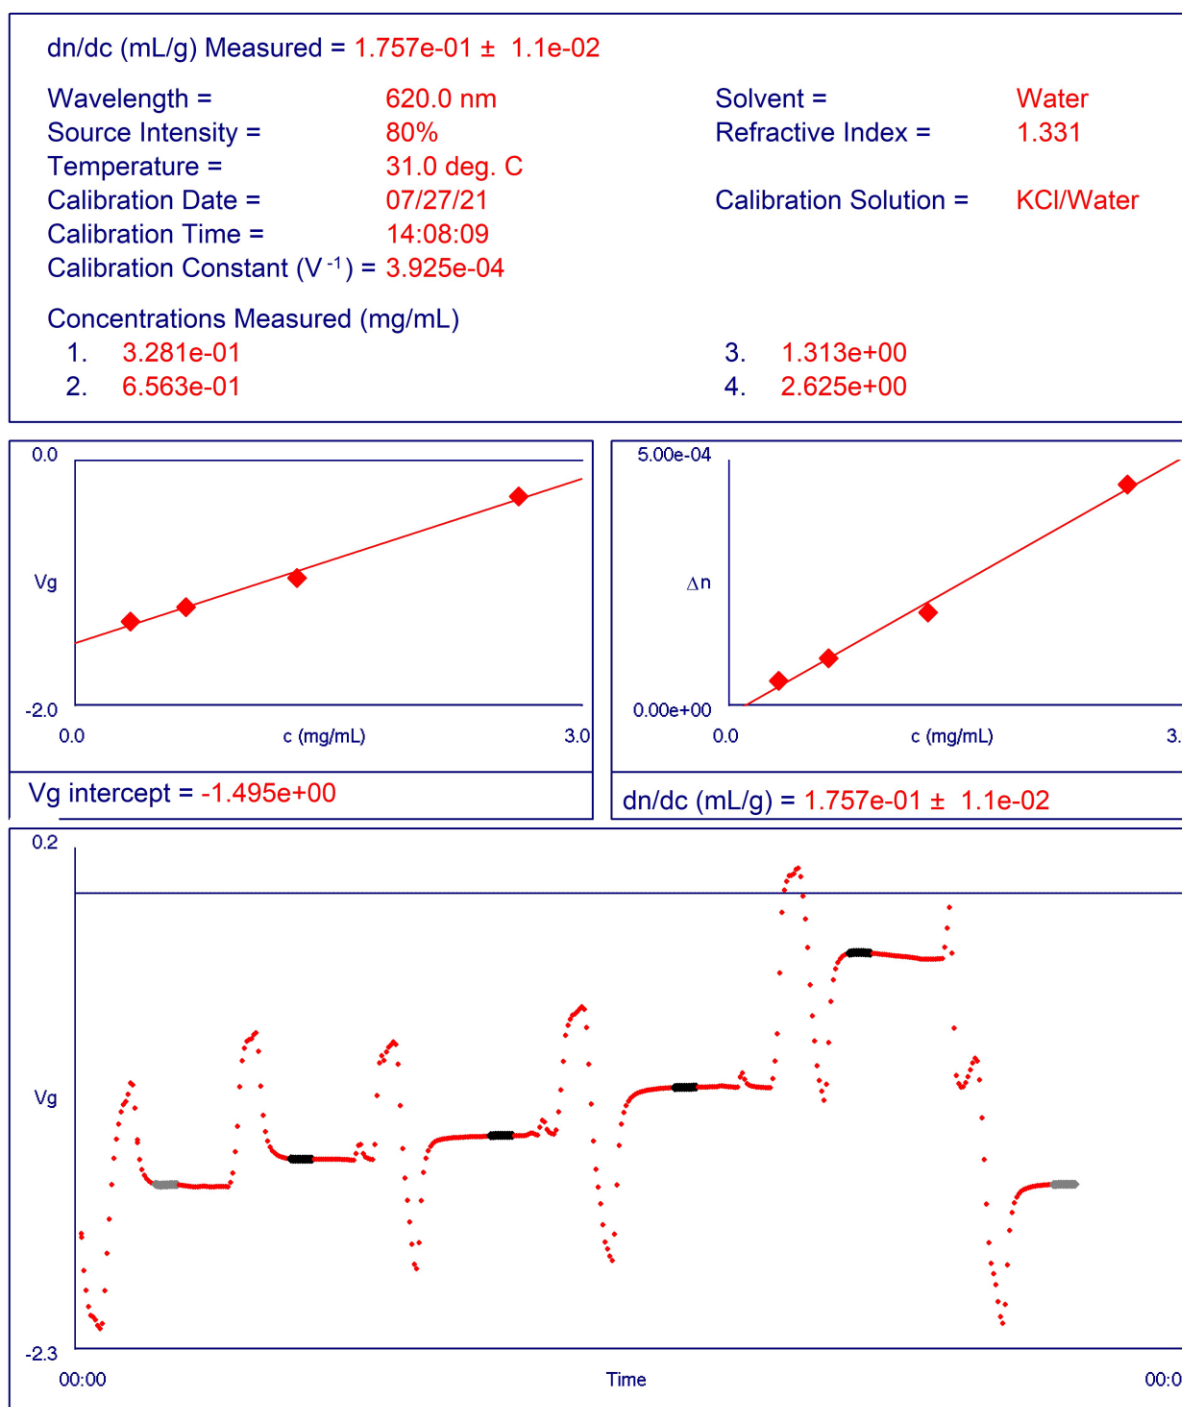 dn/dc (mL/g) Measured = 1.757e-01 ± 1.1e-02
Wavelength = 620.0 nm Solvent = Water
Source Intensity = 80% Refractive Index = 1.331
Temperature = 31.0 deg. C
Calibration Date = 07/27/21 Calibration Solution = KCl/Water
Calibration Time = 14:08:09
Calibration Constant (V⁻¹) = 3.925e-04
Concentrations Measured (mg/mL)
1. 3.281e-01 3. 1.313e+00
2. 6.563e-01 4. 2.625e+00
0.0
Vg
-2.0
0.0 c (mg/mL) 3.0
Vg intercept = -1.495e+00
5.00e-04
Δn
0.00e+00
0.0 c (mg/mL) 3.
dn/dc (mL/g) = 1.757e-01 ± 1.1e-02
0.2
Vg
-2.3
00:00 Time 00:0